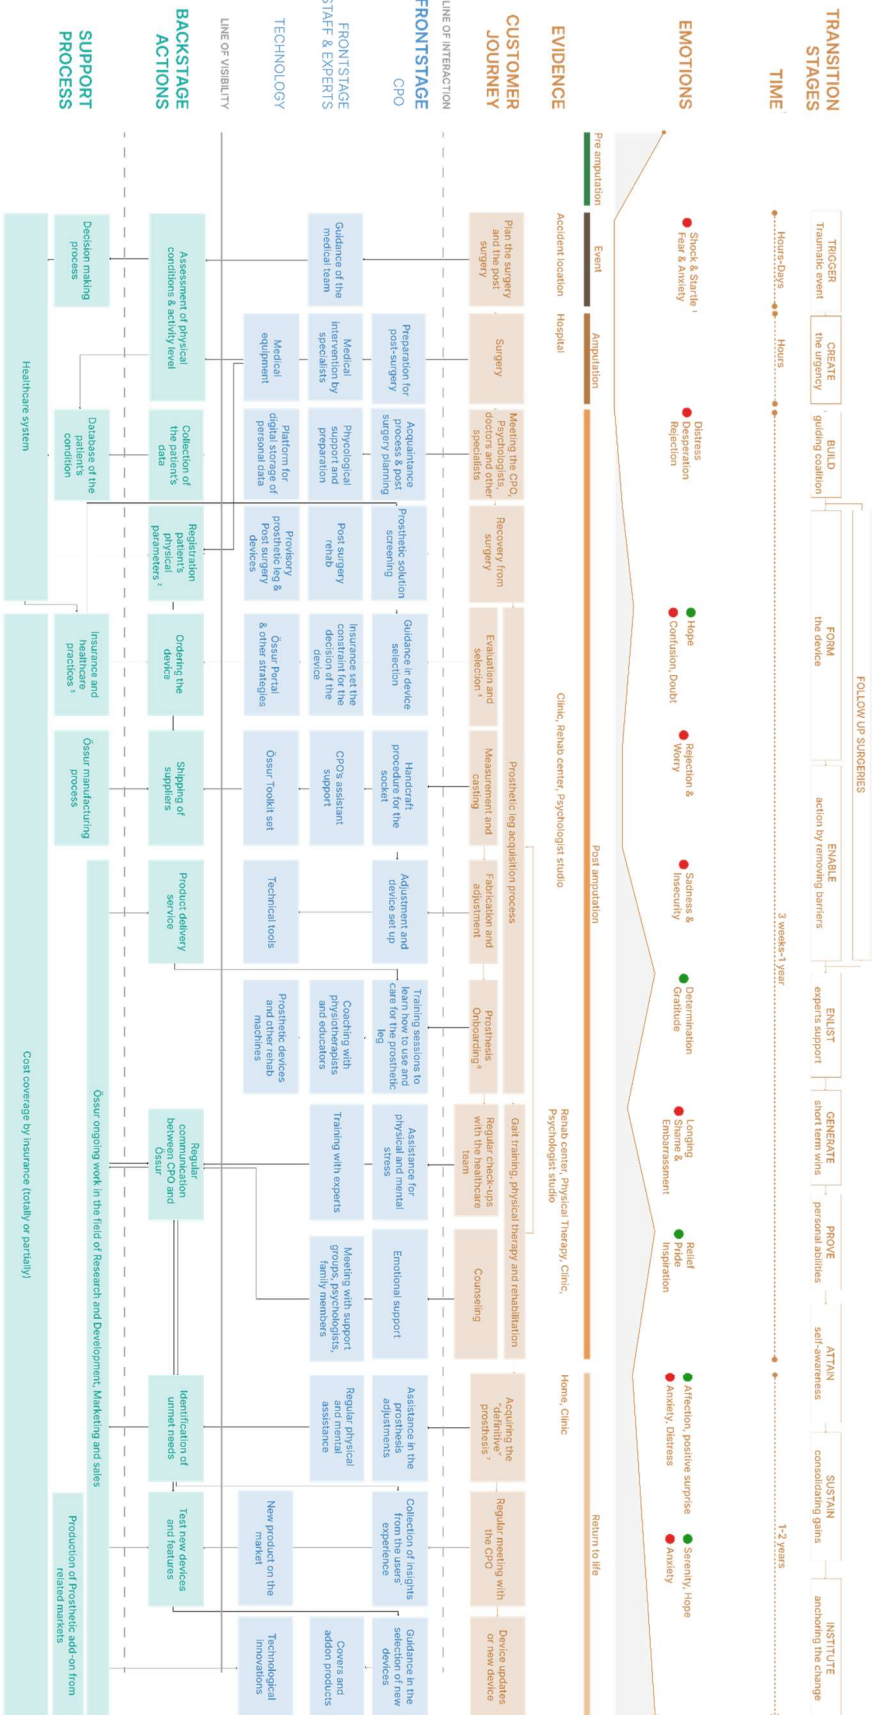 TRANSITION
STAGES
TRIGGER
Traumatic event
CREATE
the urgency
BUILD
guiding coalition
FOLLOW UP SURGERIES
FORM
the device
ENABLE
action by removing barriers
ENLIST
experts support
GENERATE
short term wins
PROVE
personal abilities
ATTAIN
self-awareness
SUSTAIN
consolidating gains
INSTITUTE
anchoring the change
TIME
Hours-Days
Hours
3 weeks-1 year
1-2 years
EMOTIONS
Shock & Startle ¹
Fear & Anxiety
Distress
Desperation
Rejection
Hope
Confusion, Doubt
Rejection &
Worry
Sadness &
Insecurity
Determination
Gratitude
Longing
Shame &
Embarrassment
Relief
Pride
Inspiration
Affection, positive surprise
Anxiety, Distress
Serenity, Hope
Anxiety
Pre amputation
Event
Amputation
Post amputation
Return to life
EVIDENCE
Accident location
Hospital
Clinic, Rehab center, Psychologist studio
Rehab center, Physical Therapy, Clinic,
Psychologist studio
Home, Clinic
CUSTOMER
JOURNEY
Plan the surgery
and the post
surgery
Surgery
Meeting the CPO,
Psychologists,
doctors and other
specialists
Recovery from
surgery
Prosthetic leg acquisition process
Evaluation and
selection
Measurement and
casting
Fabrication and
adjustment
Prosthesis
Onboarding
Gait training, physical therapy and rehabilitation
Regular check-ups
with the healthcare
team
Counseling
Acquiring the
"definitive"
prosthesis
Regular meeting with
the CPO
Device updates
or new device
LINE OF INTERACTION
FRONTSTAGE
CPO
Preparation for
post-surgery
Acquaintance
process & post
surgery planning
Prosthetic solution
screening
Guidance in device
selection
Handcraft
procedure for the
socket
Adjustment and
device set up
Training sessions to
learn how to use and
care for the prosthetic
leg
Assistance for
physical and mental
stress
Emotional support
Assistance in the
prosthesis
adjustments
Collection of insights
from the users'
experience
Guidance in the
selection of new
devices
FRONTSTAGE
STAFF & EXPERTS
Guidance of the
medical team
Medical
intervention by
specialists
Phycological
support and
preparation
Post surgery
rehab
Insurance set the
constraint for the
decision of the
device
CPO's assistant
support
Coaching with
physiotherapists
and educators
Training with experts
Meeting with support
groups, psychologists,
family members
Regular physical
and mental
assistance
Covers and
addon products
TECHNOLOGY
Medical
equipment
Platform for
digital storage of
personal data
Provisory
prosthetic leg &
Post surgery
devices
Össur Portal
& other strategies
Össur Toolkit set
Technical tools
Prosthetic devices
and other rehab
machines
New product on the
market
Technological
innovations
LINE OF VISIBILITY
BACKSTAGE
ACTIONS
Assessment of physical
conditions & activity level
Collection of
the patient's
data
Registration
patient's
physical
parameters ²
Ordering the
device
Shipping of
suppliers
Product delivery
service
Regular
communication
between CPO and
Össur
Identification of
unmet needs
Test new devices
and features
SUPPORT
PROCESS
Decision making
process
Database of the
patient's
condition
Insurance and
healthcare
practices
Össur manufacturing
process
Össur ongoing work in the field of Research and Development, Marketing and sales
Production of Prosthetic add-on from
related markets
Healthcare system
Cost coverage by insurance (totally or partially)